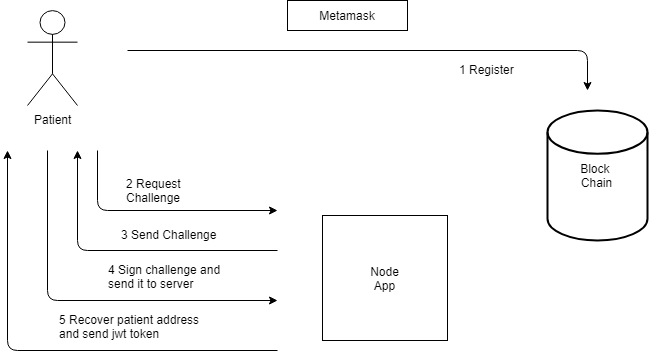 Metamask
1 Register
Patient
Block
Chain
2 Request
Challenge
3 Send Challenge
4 Sign challenge and
send it to server
Node
App
5 Recover patient address
and send jwt token